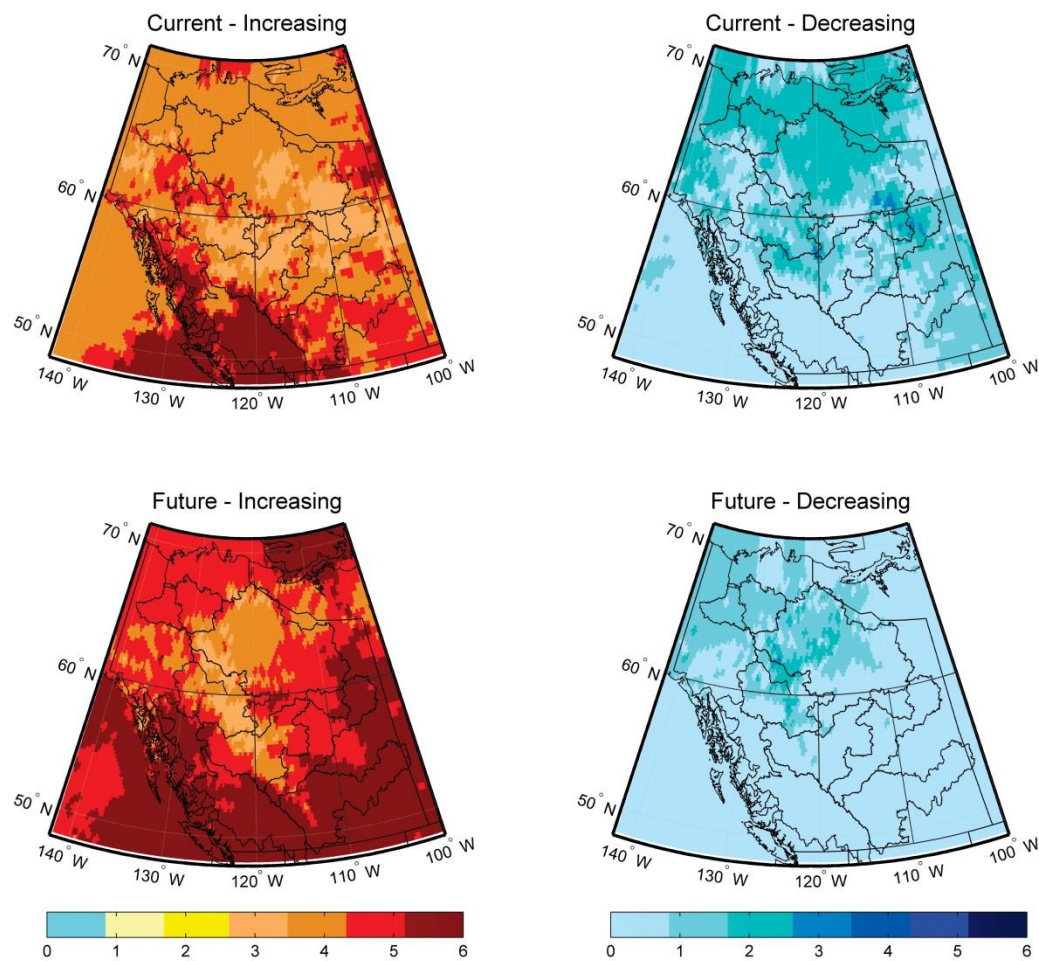 Current - Increasing
70° N
60° N
50° N
140° W
130° W
120° W
110° W
100° W
Current - Decreasing
70° N
60° N
50° N
140° W
130° W
120° W
110° W
100° W
Future - Increasing
70° N
60° N
50° N
140° W
130° W
120° W
110° W
100° W
Future - Decreasing
70° N
60° N
50° N
140° W
130° W
120° W
110° W
100° W
0 1 2 3 4 5 6
0 1 2 3 4 5 6